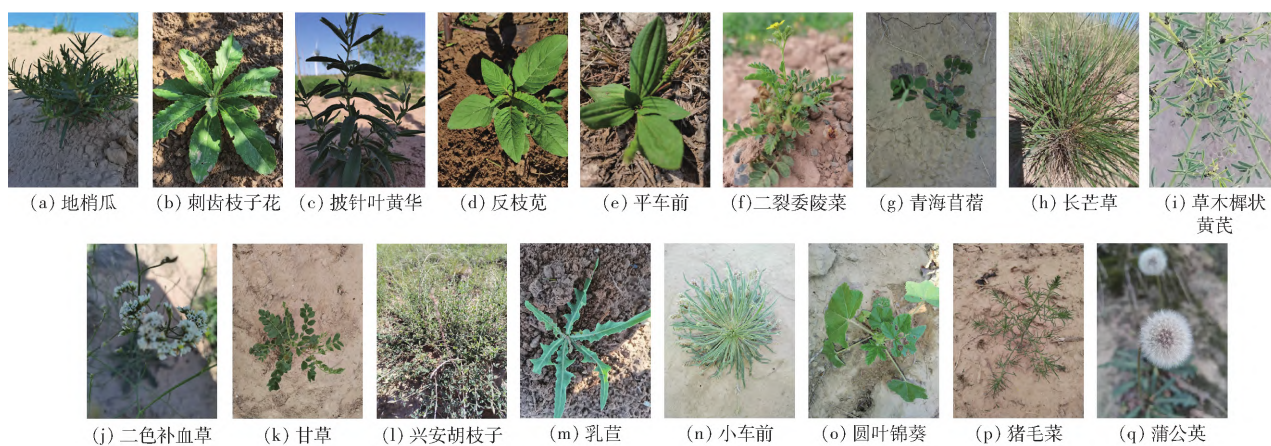 (a) 地梢瓜
(b) 刺齿枝子花
(c) 披针叶黄华
(d) 反枝苋
(e) 平车前
(f) 二裂委陵菜
(g) 青海苜蓿
(h) 长芒草
(i) 草木樨状
黄芪
(j) 二色补血草
(k) 甘草
(l) 兴安胡枝子
(m) 乳苣
(n) 小车前
(o) 圆叶锦葵
(p) 猪毛菜
(q) 蒲公英